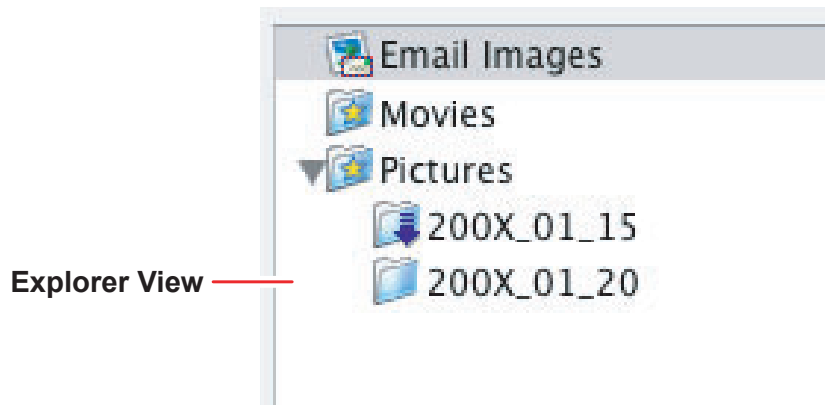 Email Images
Movies
Pictures
200X_01_15
Explorer View
200X_01_20